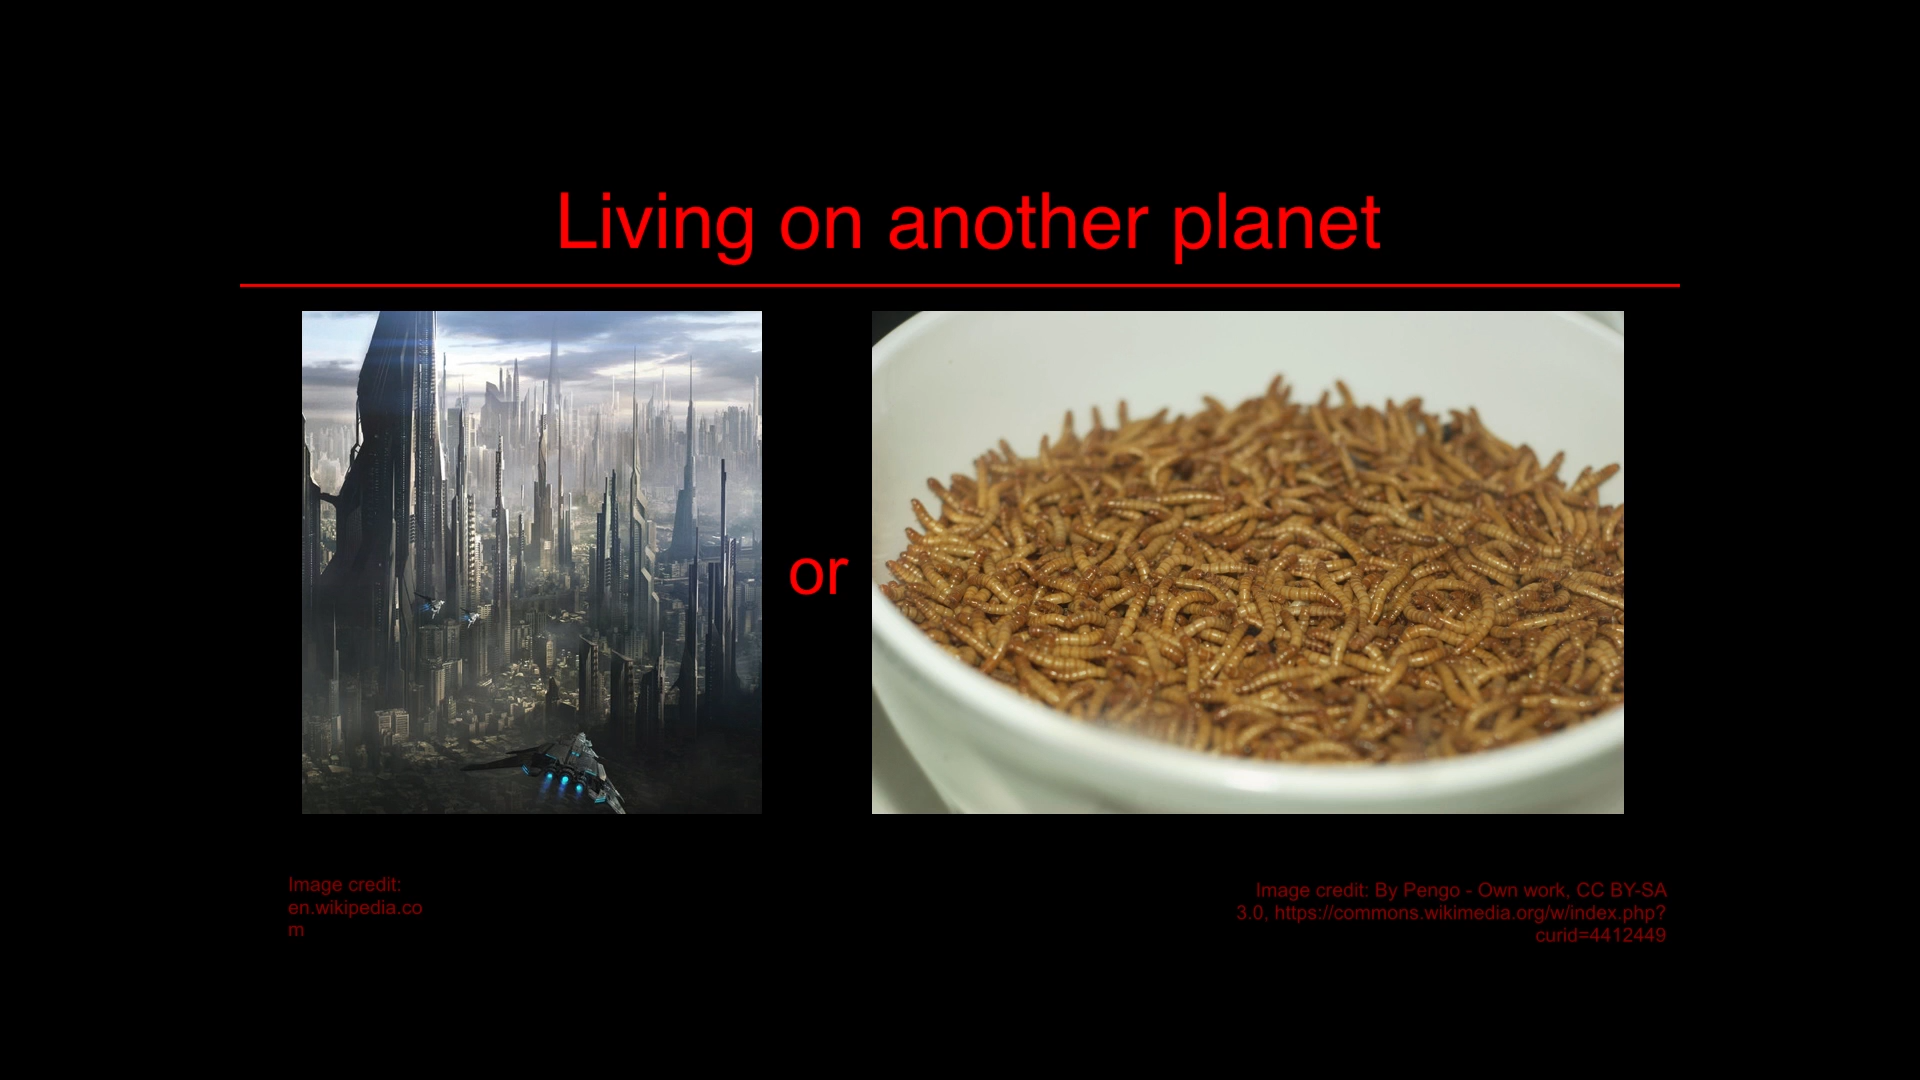 Living on another planet
or
Image credit:
en.wikipedia.co
m
Image credit: By Pengo - Own work, CC BY-SA
3.0, https://commons.wikimedia.org/w/index.php?
curid=4412449